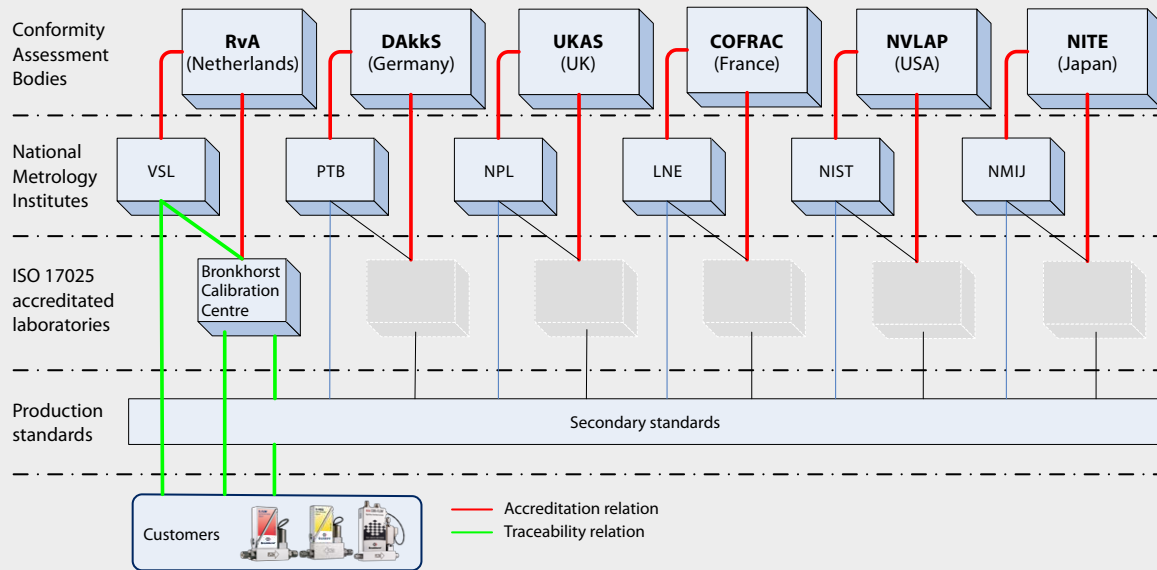 Conformity
Assessment
Bodies
RvA
(Netherlands)
DAkkS
(Germany)
UKAS
(UK)
COFRAC
(France)
NVLAP
(USA)
NITE
(Japan)
National
Metrology
Institutes
VSL
PTB
NPL
LNE
NIST
NMIJ
ISO 17025
accreditated
laboratories
Bronkhorst
Calibration
Centre
Production
standards
Secondary standards
Customers
Accreditation relation
Traceability relation